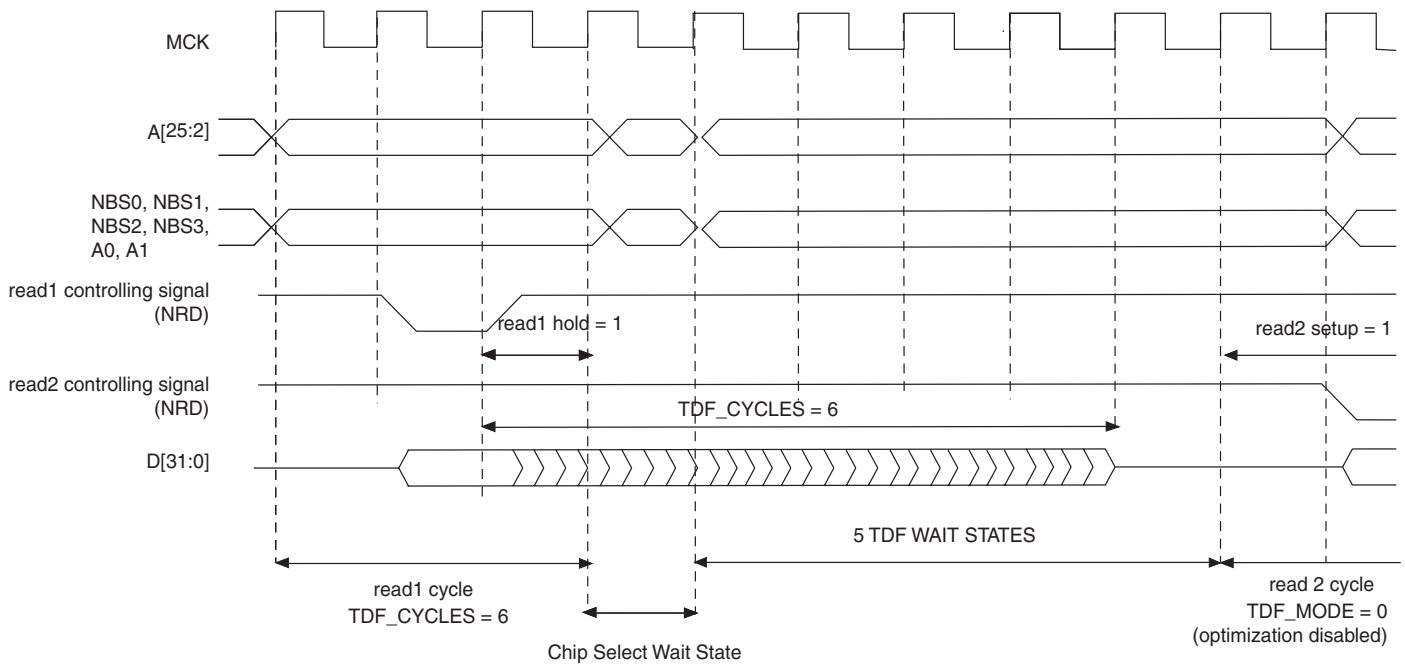 MCK
A[25:2]
NBS0, NBS1,
NBS2, NBS3,
A0, A1
read1 controlling signal
(NRD)
read1 hold = 1
read2 setup = 1
read2 controlling signal
(NRD)
TDF_CYCLES = 6
D[31:0]
5 TDF WAIT STATES
read1 cycle
TDF_CYCLES = 6
Chip Select Wait State
read 2 cycle
TDF_MODE = 0
(optimization disabled)